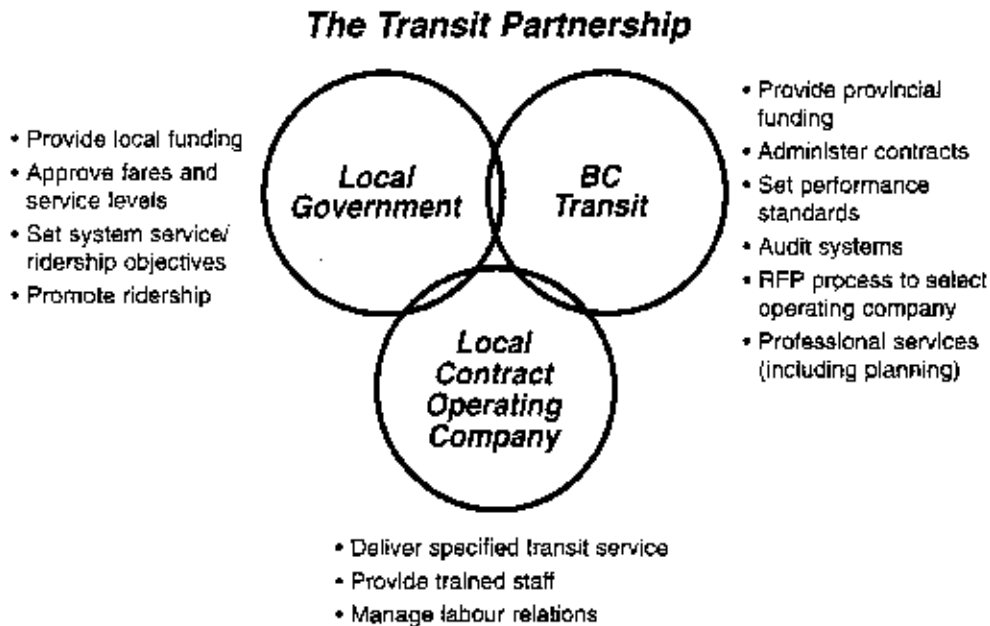 The Transit Partnership
• Provide local funding
• Approve fares and
service levels
• Set system service/
ridership objectives
• Promote ridership
Local
Government
BC
Transit
• Provide provincial
funding
• Administer contracts
• Set performance
standards
• Audit systems
• RFP process to select
operating company
• Professional services
(including planning)
Local
Contract
Operating
Company
• Deliver specified transit service
• Provide trained staff
• Manage labour relations